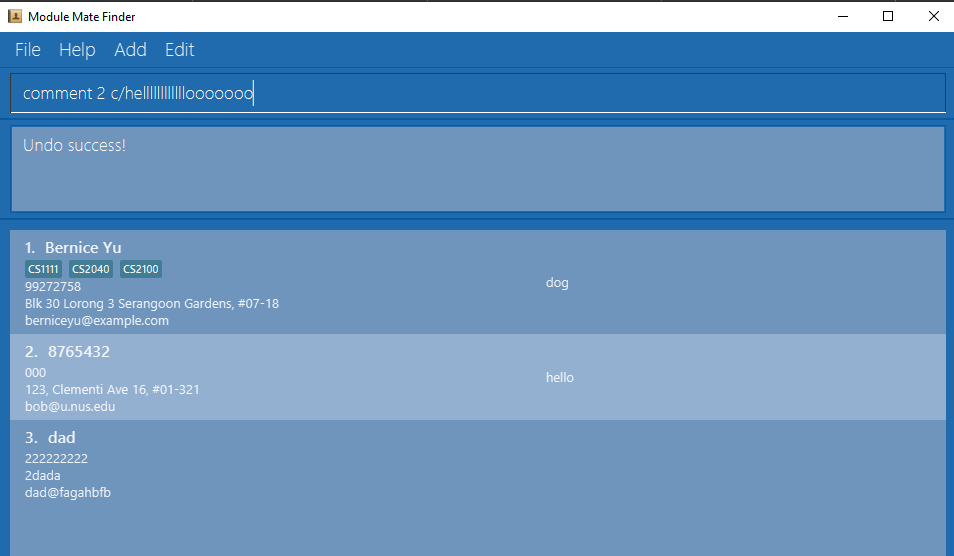 Module Mate Finder
File Help Add Edit
comment 2 c/hellllllllllllooooooo
Undo success!
1. Bernice Yu
CS1111 CS2040 CS2100
99272758
dog
Blk 30 Lorong 3 Serangoon Gardens, #07-18
berniceyu@example.com
2. 8765432
000
hello
123, Clementi Ave 16, #01-321
bob@u.nus.edu
3. dad
222222222
2dada
dad@fagahbfb